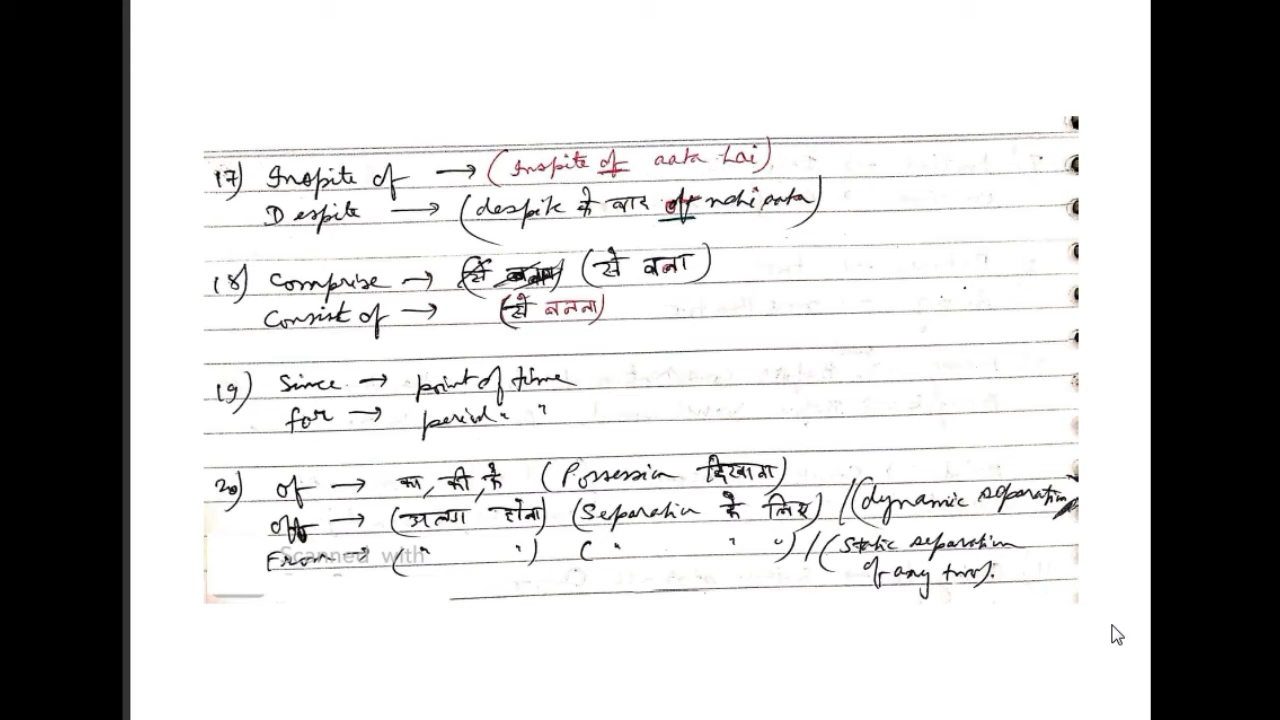 17) Inspite of → (Inspite of aata hai)
Despite → (despite के बाद of nahi aata)
18) Comprise → (से बना)
Consist of → (से बनना)
19) Since → point of time
for → period " "
20) of → का, की, के (Possession दिखाना)
off → (अलग होना) (Separation के लिए) / (dynamic separation)
From → ( " " ) ( " " " ) / (Static separation
of any two).
Scanned with